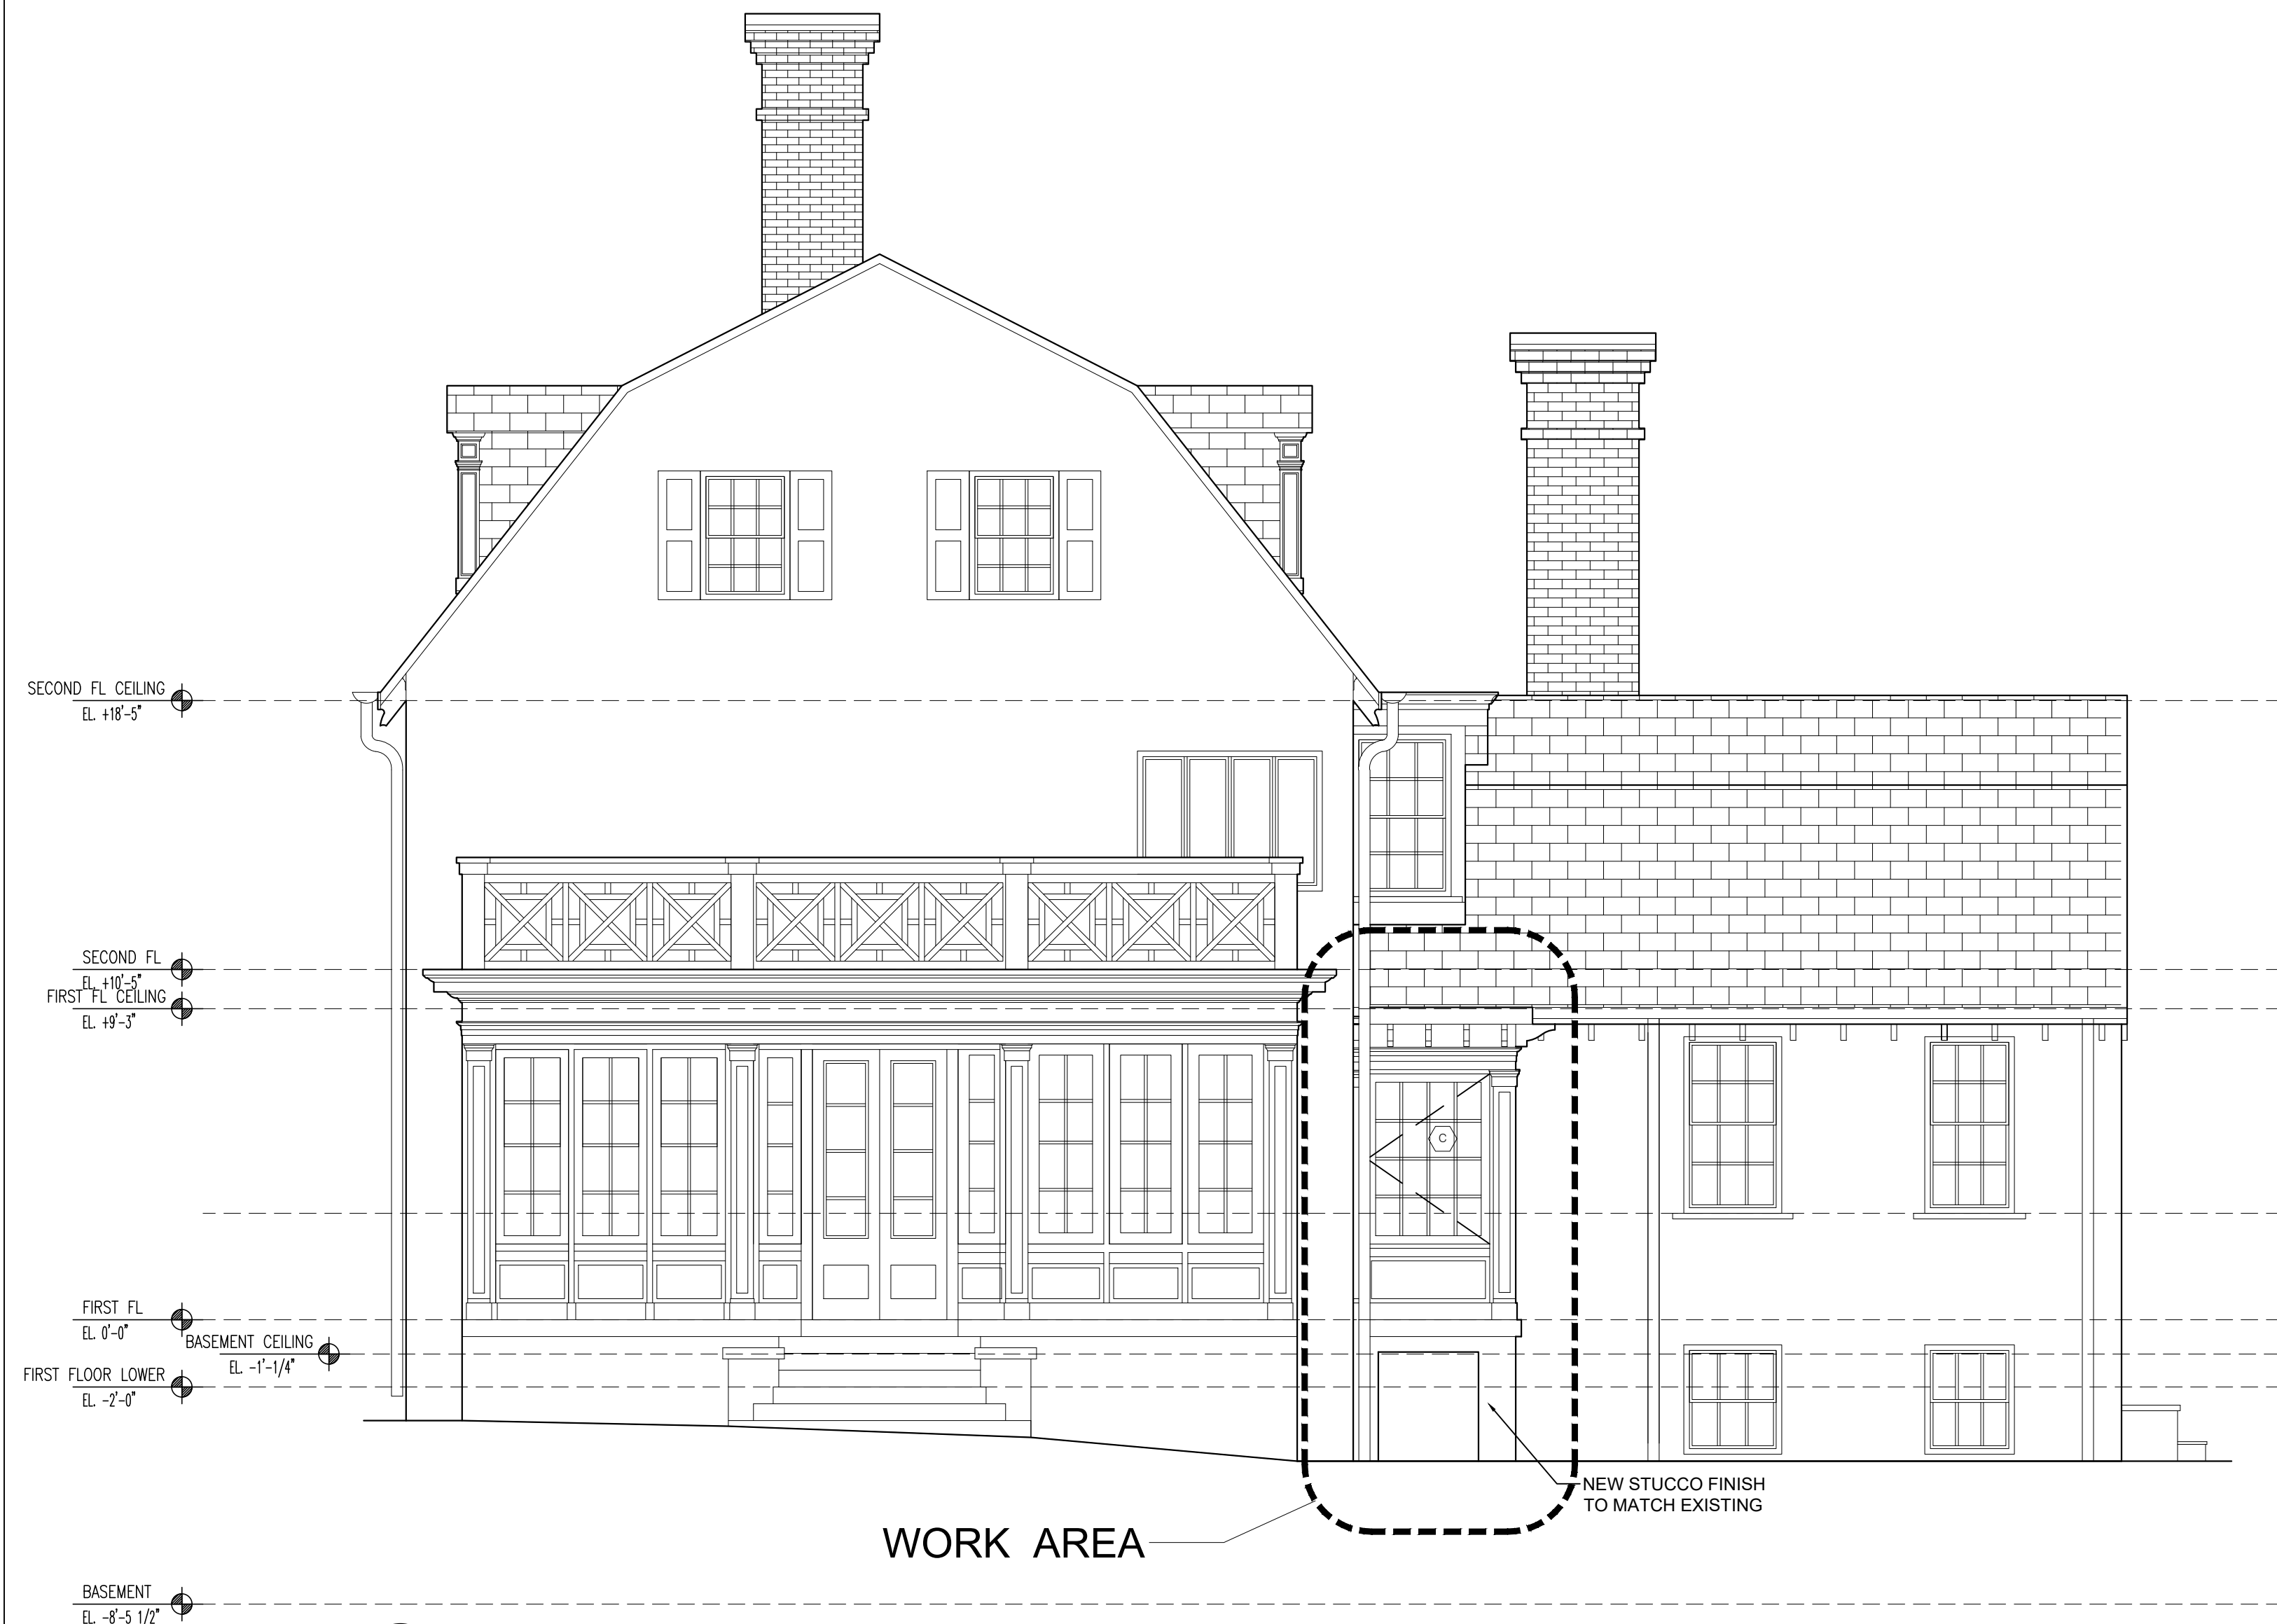 SECOND FL CEILING
EL. +18'-5"
SECOND FL
EL. +10'-5"
FIRST FL CEILING
EL. +9'-3"
C
FIRST FL
EL. 0'-0"
BASEMENT CEILING
EL. -1'-1/4"
FIRST FLOOR LOWER
EL. -2'-0"
NEW STUCCO FINISH
TO MATCH EXISTING
WORK AREA
BASEMENT
EL. -8'-5 1/2"